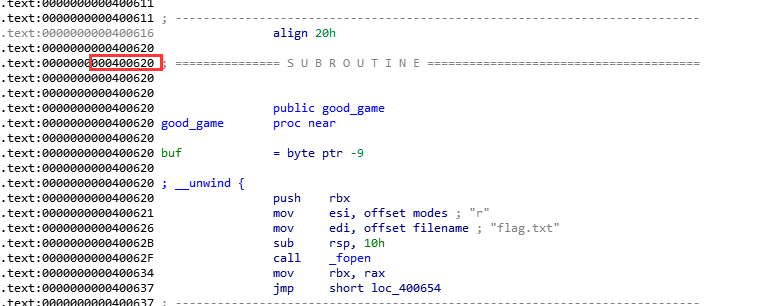 .text:0000000000400611
.text:0000000000400611 ; ---------------------------------------------------------------------------
.text:0000000000400616 align 20h
.text:0000000000400620
.text:0000000000400620 ; =============== S U B R O U T I N E =======================================
.text:0000000000400620
.text:0000000000400620
.text:0000000000400620 public good_game
.text:0000000000400620 good_game proc near
.text:0000000000400620
.text:0000000000400620 buf = byte ptr -9
.text:0000000000400620
.text:0000000000400620 ; __unwind {
.text:0000000000400620 push rbx
.text:0000000000400621 mov esi, offset modes ; "r"
.text:0000000000400626 mov edi, offset filename ; "flag.txt"
.text:000000000040062B sub rsp, 10h
.text:000000000040062F call _fopen
.text:0000000000400634 mov rbx, rax
.text:0000000000400637 jmp short loc_400654
.text:0000000000400637 ; ---------------------------------------------------------------------------